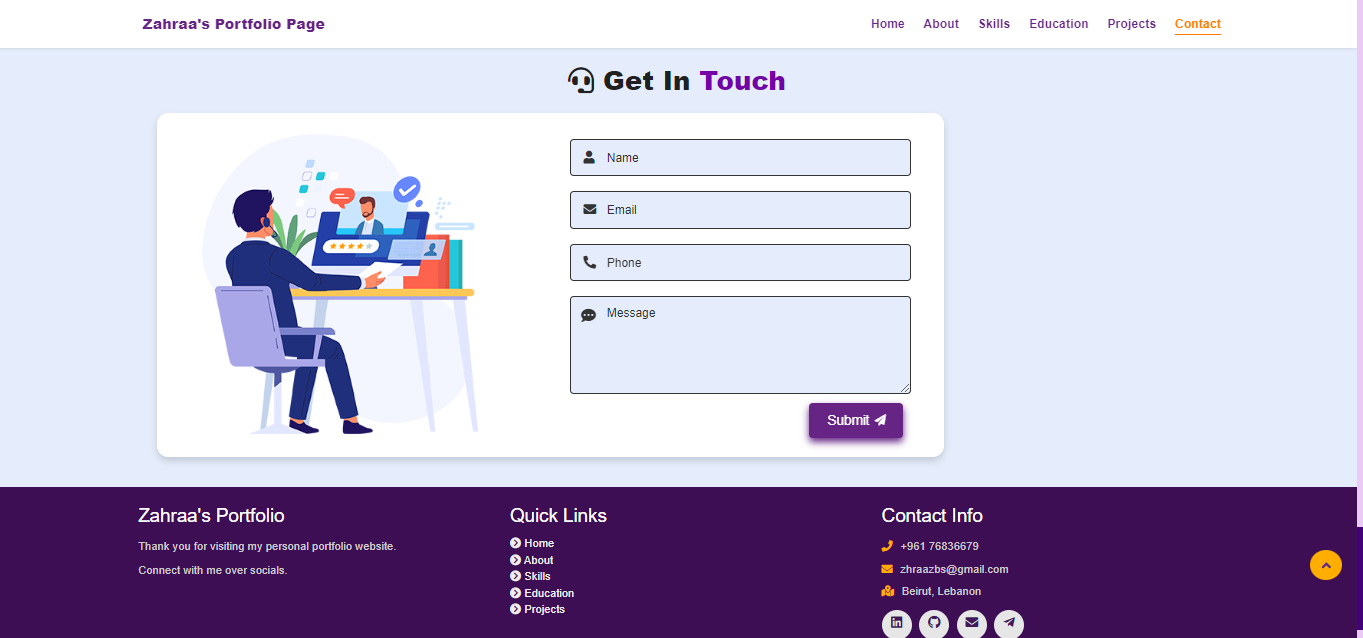 Zahraa's Portfolio Page
Home About Skills Education Projects Contact
Get In Touch
Name
Email
Phone
Message
Submit
Zahraa's Portfolio
Thank you for visiting my personal portfolio website.
Connect with me over socials.
Quick Links
Home
About
Skills
Education
Projects
Contact Info
+961 76836679
zhraazbs@gmail.com
Beirut, Lebanon